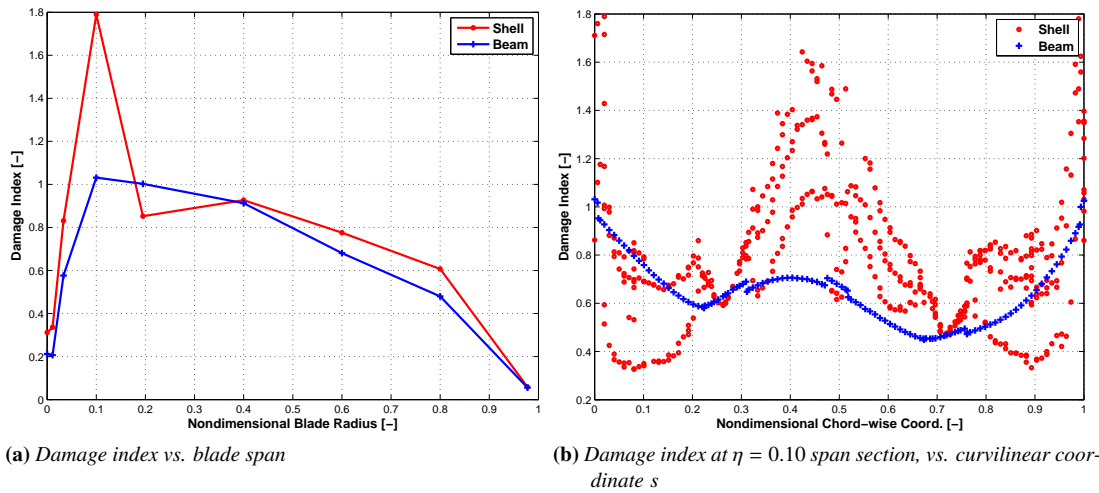 1.8
1.6
1.4
1.2
1
0.8
0.6
0.4
0.2
0
Damage Index [−]
0 0.1 0.2 0.3 0.4 0.5 0.6 0.7 0.8 0.9 1
Nondimensional Blade Radius [−]
Shell
Beam
(a) Damage index vs. blade span
1.8
1.6
1.4
1.2
1
0.8
0.6
0.4
0.2
Damage Index [−]
0 0.1 0.2 0.3 0.4 0.5 0.6 0.7 0.8 0.9 1
Nondimensional Chord−wise Coord. [−]
Shell
Beam
(b) Damage index at η = 0.10 span section, vs. curvilinear coor-
dinate s